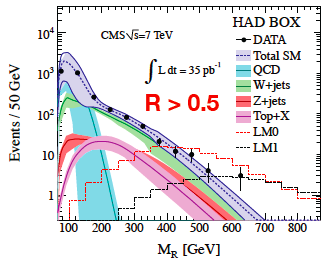 HAD BOX
CMS √s=7 TeV
DATA
Total SM
∫ L dt = 35 pb⁻¹
QCD
W+jets
R > 0.5
Z+jets
Top+X
LM0
LM1
Events / 50 GeV
10⁴
10³
10²
10
1
100 200 300 400 500 600 700 800
M_R [GeV]